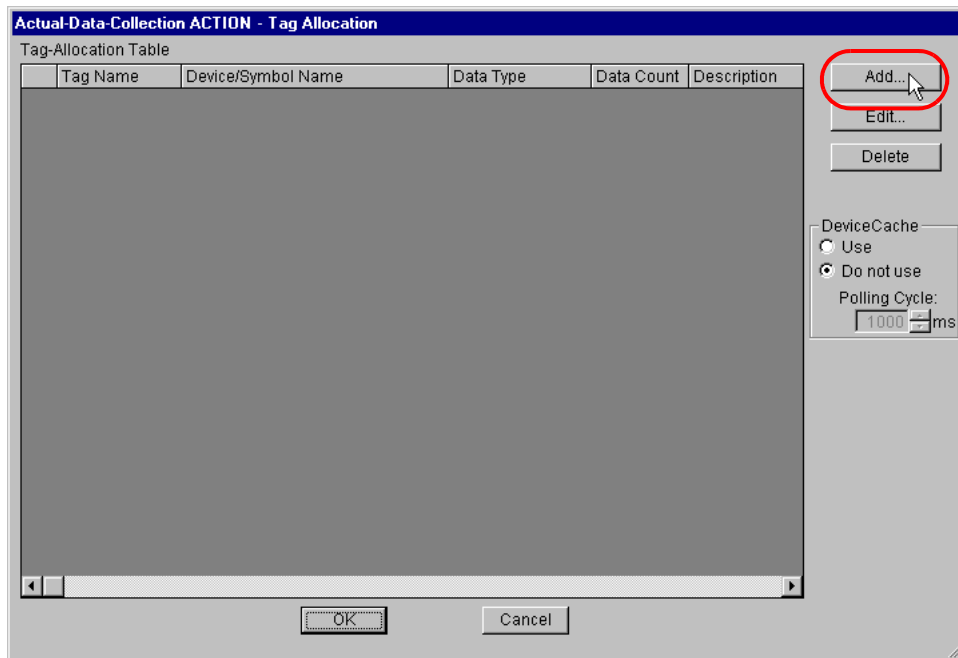 Actual-Data-Collection ACTION - Tag Allocation
Tag-Allocation Table
Tag Name Device/Symbol Name Data Type Data Count Description
Add...
Edit...
Delete
DeviceCache
Use
Do not use
Polling Cycle:
1000 ms
OK Cancel